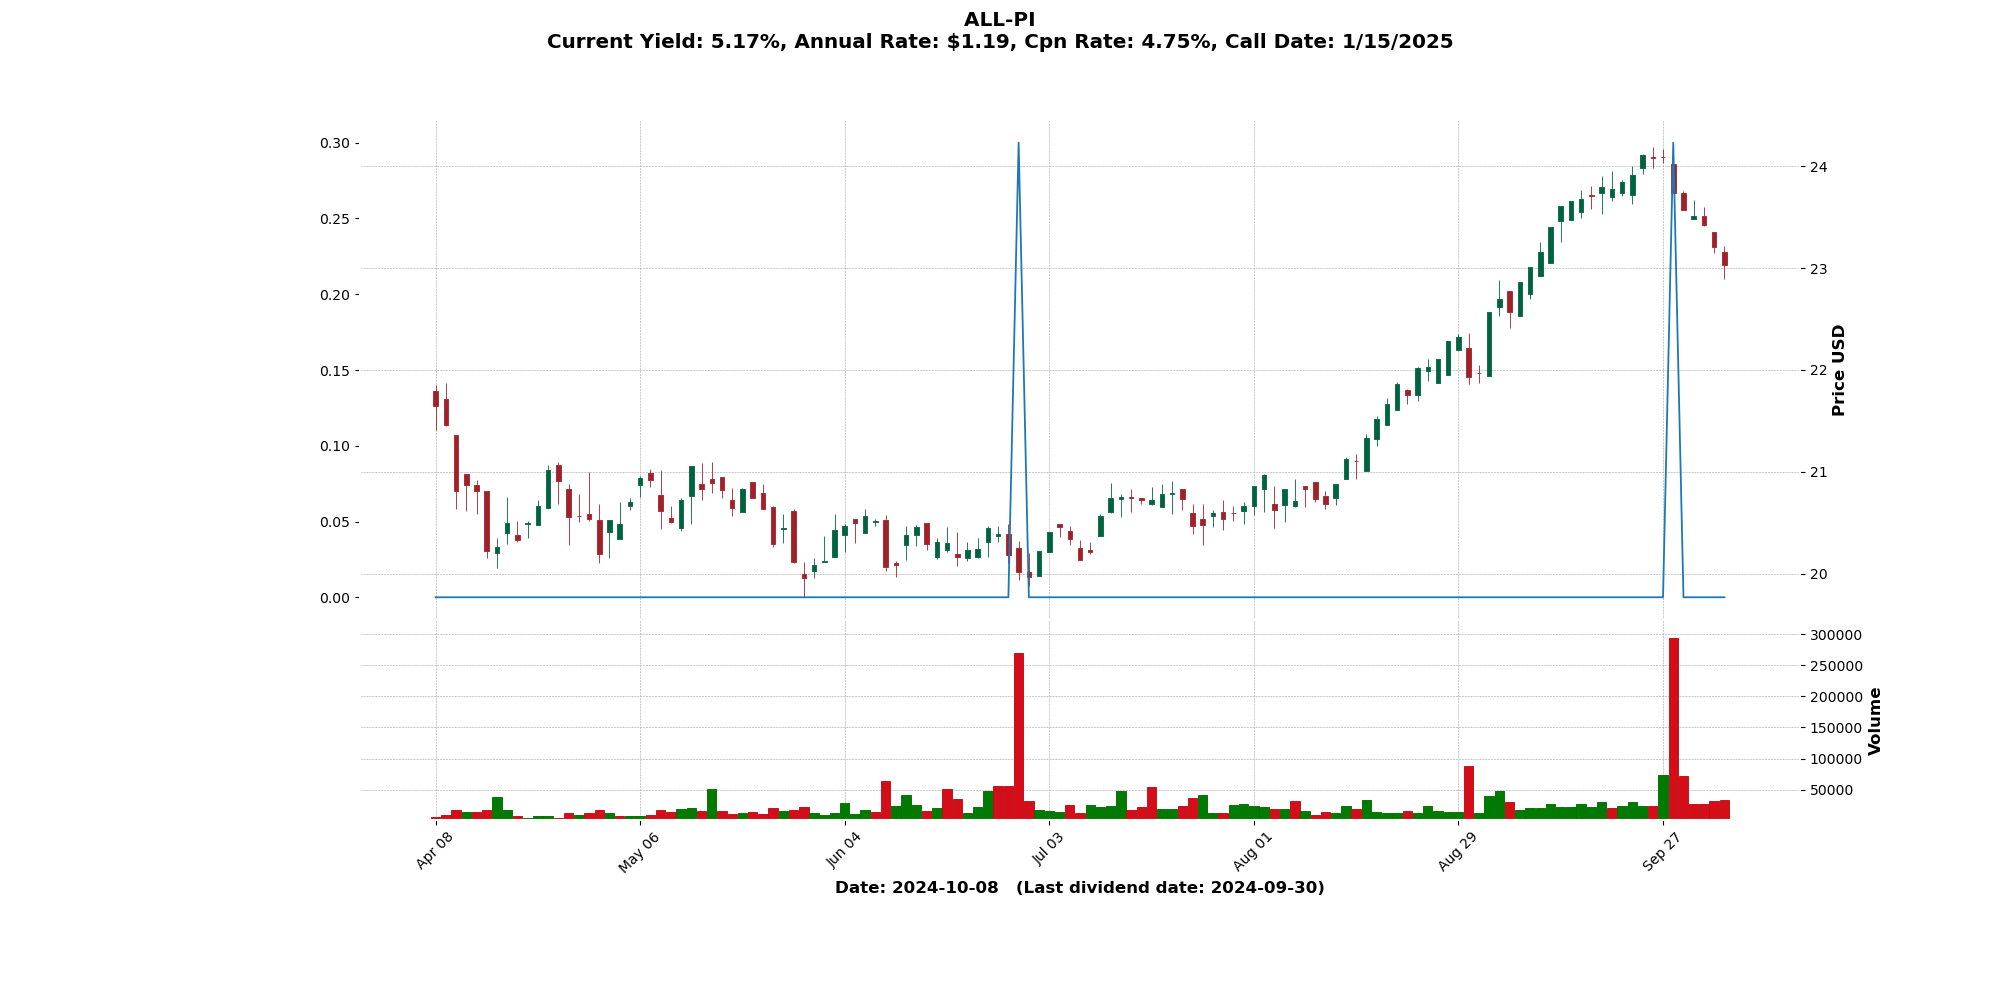 ALL-PI
Current Yield: 5.17%, Annual Rate: $1.19, Cpn Rate: 4.75%, Call Date: 1/15/2025
0.30
0.25
0.20
0.15
0.10
0.05
0.00
24
23
22
21
20
Price USD
300000
250000
200000
150000
100000
50000
Volume
Apr 08
May 06
Jun 04
Jul 03
Aug 01
Aug 29
Sep 27
Date: 2024-10-08 (Last dividend date: 2024-09-30)